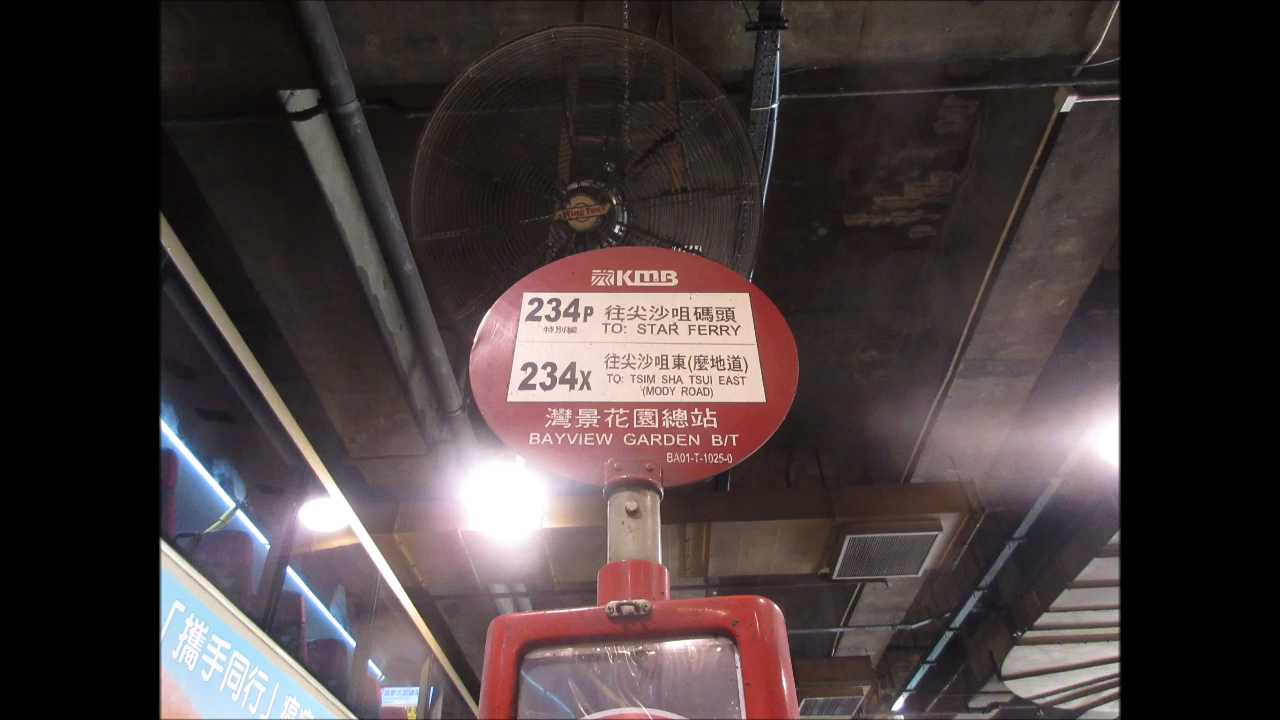 Wing Ton
KMB
234P 往尖沙咀碼頭
特別線 TO: STAR FERRY
234X 往尖沙咀東(麼地道)
TO: TSIM SHA TSUI EAST
(MODY ROAD)
灣景花園總站
BAYVIEW GARDEN B/T
BA01-T-1025-0
「攜手同行」